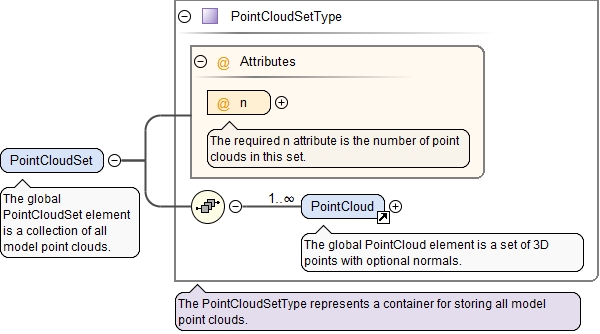 PointCloudSetType
@ Attributes
@ n
The required n attribute is the number of point
clouds in this set.
PointCloudSet
The global
PointCloudSet element
is a collection of all
model point clouds.
1..∞
PointCloud
The global PointCloud element is a set of 3D
points with optional normals.
The PointCloudSetType represents a container for storing all model
point clouds.